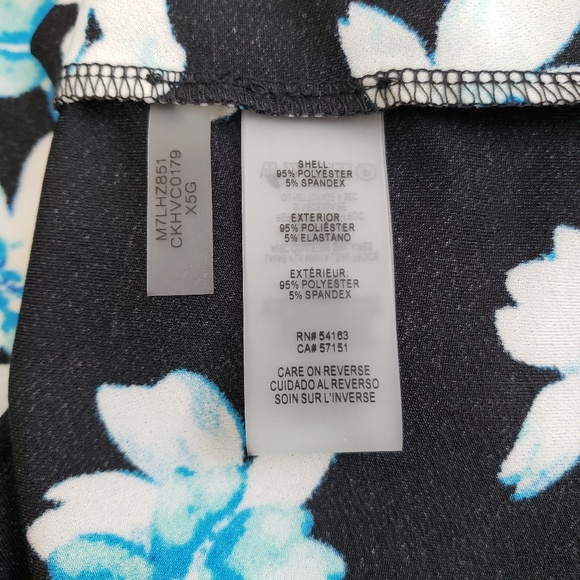 M7LHZ851
CKHVC0179
X5G
SHELL:
95% POLYESTER
5% SPANDEX
EXTERIOR:
95% POLIÉSTER
5% ELASTANO
EXTÉRIEUR:
95% POLYESTER
5% SPANDEX
RN# 54163
CA# 57151
CARE ON REVERSE
CUIDADO AL REVERSO
SOIN SUR L'INVERSE